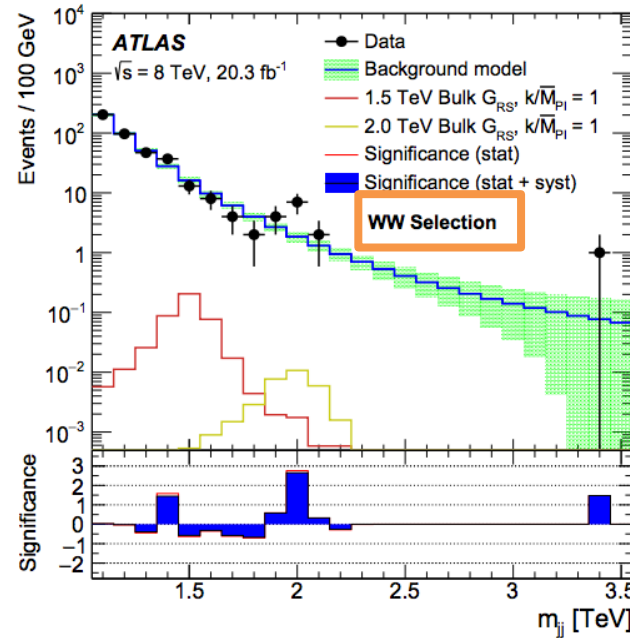 ATLAS
√s = 8 TeV, 20.3 fb⁻¹
Data
Background model
1.5 TeV Bulk G_RS, k/M̅_PI = 1
2.0 TeV Bulk G_RS, k/M̅_PI = 1
Significance (stat)
Significance (stat + syst)
WW Selection
Events / 100 GeV
10⁴
10³
10²
10
1
10⁻¹
10⁻²
10⁻³
Significance
3
2
1
0
−1
−2
1.5 2 2.5 3 3.5
m_jj [TeV]